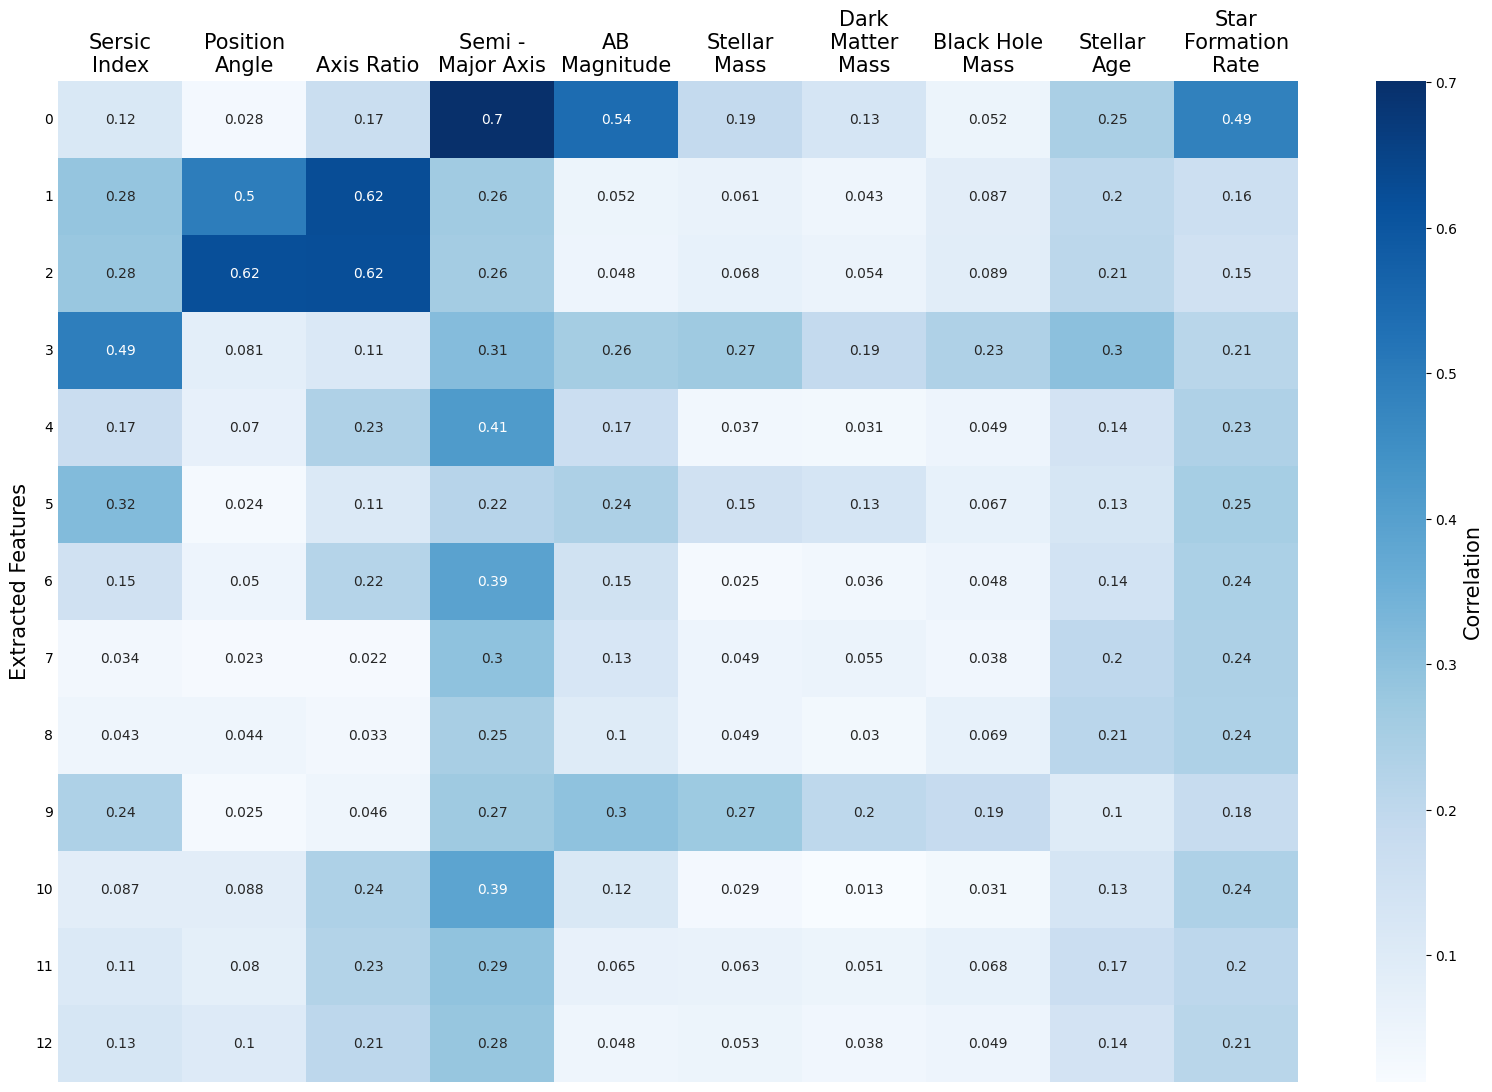 Sersic Index
Position Angle
Axis Ratio
Semi - Major Axis
AB Magnitude
Stellar Mass
Dark Matter Mass
Black Hole Mass
Stellar Age
Star Formation Rate
Extracted Features
0 0.12 0.028 0.17 0.7 0.54 0.19 0.13 0.052 0.25 0.49
1 0.28 0.5 0.62 0.26 0.052 0.061 0.043 0.087 0.2 0.16
2 0.28 0.62 0.62 0.26 0.048 0.068 0.054 0.089 0.21 0.15
3 0.49 0.081 0.11 0.31 0.26 0.27 0.19 0.23 0.3 0.21
4 0.17 0.07 0.23 0.41 0.17 0.037 0.031 0.049 0.14 0.23
5 0.32 0.024 0.11 0.22 0.24 0.15 0.13 0.067 0.13 0.25
6 0.15 0.05 0.22 0.39 0.15 0.025 0.036 0.048 0.14 0.24
7 0.034 0.023 0.022 0.3 0.13 0.049 0.055 0.038 0.2 0.24
8 0.043 0.044 0.033 0.25 0.1 0.049 0.03 0.069 0.21 0.24
9 0.24 0.025 0.046 0.27 0.3 0.27 0.2 0.19 0.1 0.18
10 0.087 0.088 0.24 0.39 0.12 0.029 0.013 0.031 0.13 0.24
11 0.11 0.08 0.23 0.29 0.065 0.063 0.051 0.068 0.17 0.2
12 0.13 0.1 0.21 0.28 0.048 0.053 0.038 0.049 0.14 0.21
0.7
0.6
0.5
0.4
0.3
0.2
0.1
Correlation